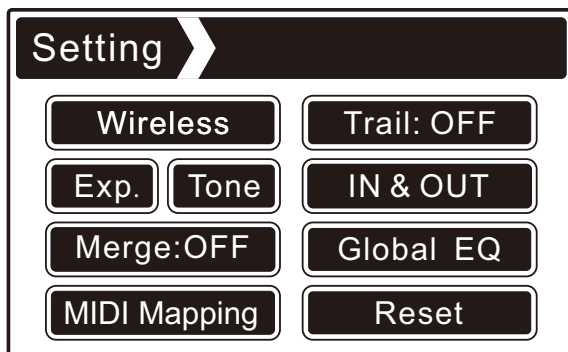 Setting
Wireless
Trail: OFF
Exp.
Tone
IN & OUT
Merge:OFF
Global EQ
MIDI Mapping
Reset